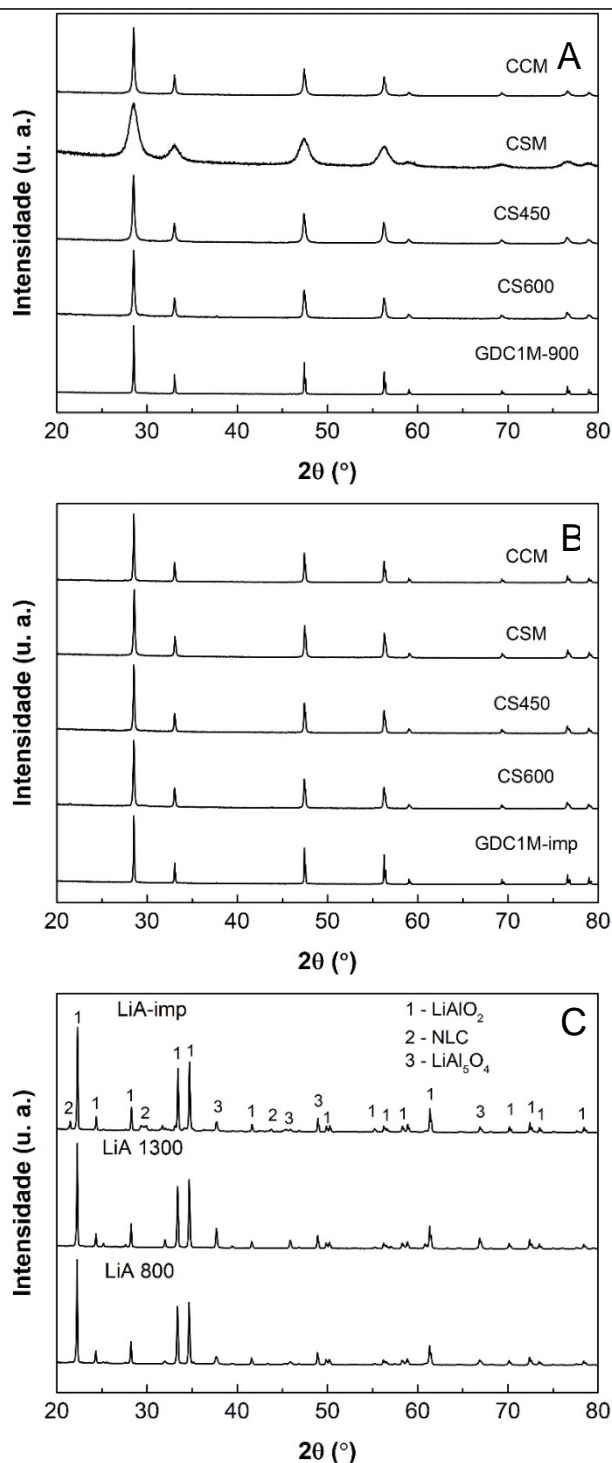 A
CCM
CSM
CS450
CS600
GDC1M-900
Intensidade (u. a.)
20 30 40 50 60 70 80
2θ (°)
B
CCM
CSM
CS450
CS600
GDC1M-imp
Intensidade (u. a.)
20 30 40 50 60 70 80
2θ (°)
C
LiA-imp
1 - LiAlO₂
2 - NLC
3 - LiAl₅O₄
2 1 1 1 2 1 1 3 1 2 3 3 1 1 1 1 1 3 1 1 1 1
LiA 1300
LiA 800
Intensidade (u. a.)
20 30 40 50 60 70 80
2θ (°)